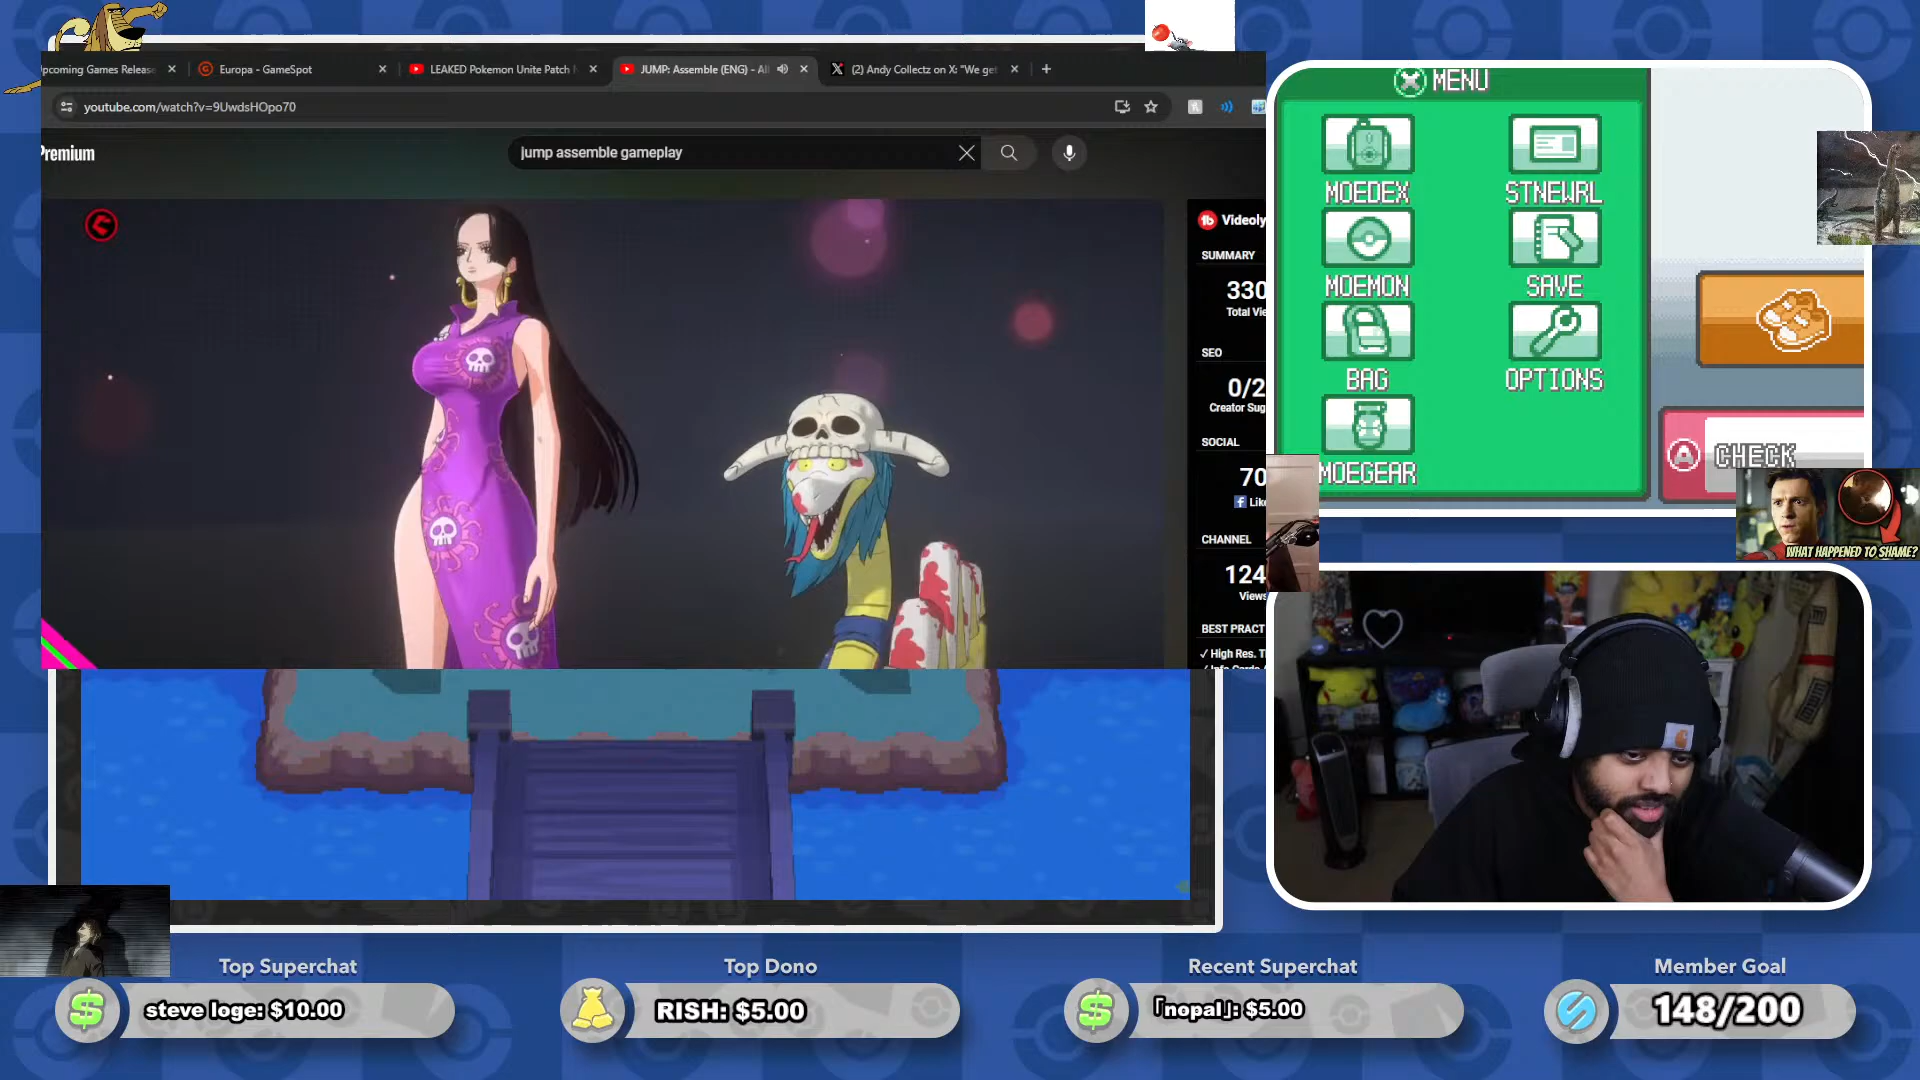 pcoming Games Release
Europa - GameSpot
LEAKED Pokemon Unite Patch
JUMP: Assemble (ENG) - Al
(2) Andy Collectz on X: "We get
youtube.com/watch?v=9UwdsHOpo70
Premium
jump assemble gameplay
Videoly
SUMMARY
330
Total Vie
SEO
0/2
Creator Sug
SOCIAL
70
Like
CHANNEL
124
Views
BEST PRACT
✓ High Res. T
MENU
MOEDEX
STNEWRL
MOEMON
SAVE
BAG
OPTIONS
MOEGEAR
CHECK
WHAT HAPPENED TO SHAME?
Top Superchat
steve loge: $10.00
Top Dono
RISH: $5.00
Recent Superchat
「nopal」: $5.00
Member Goal
148/200